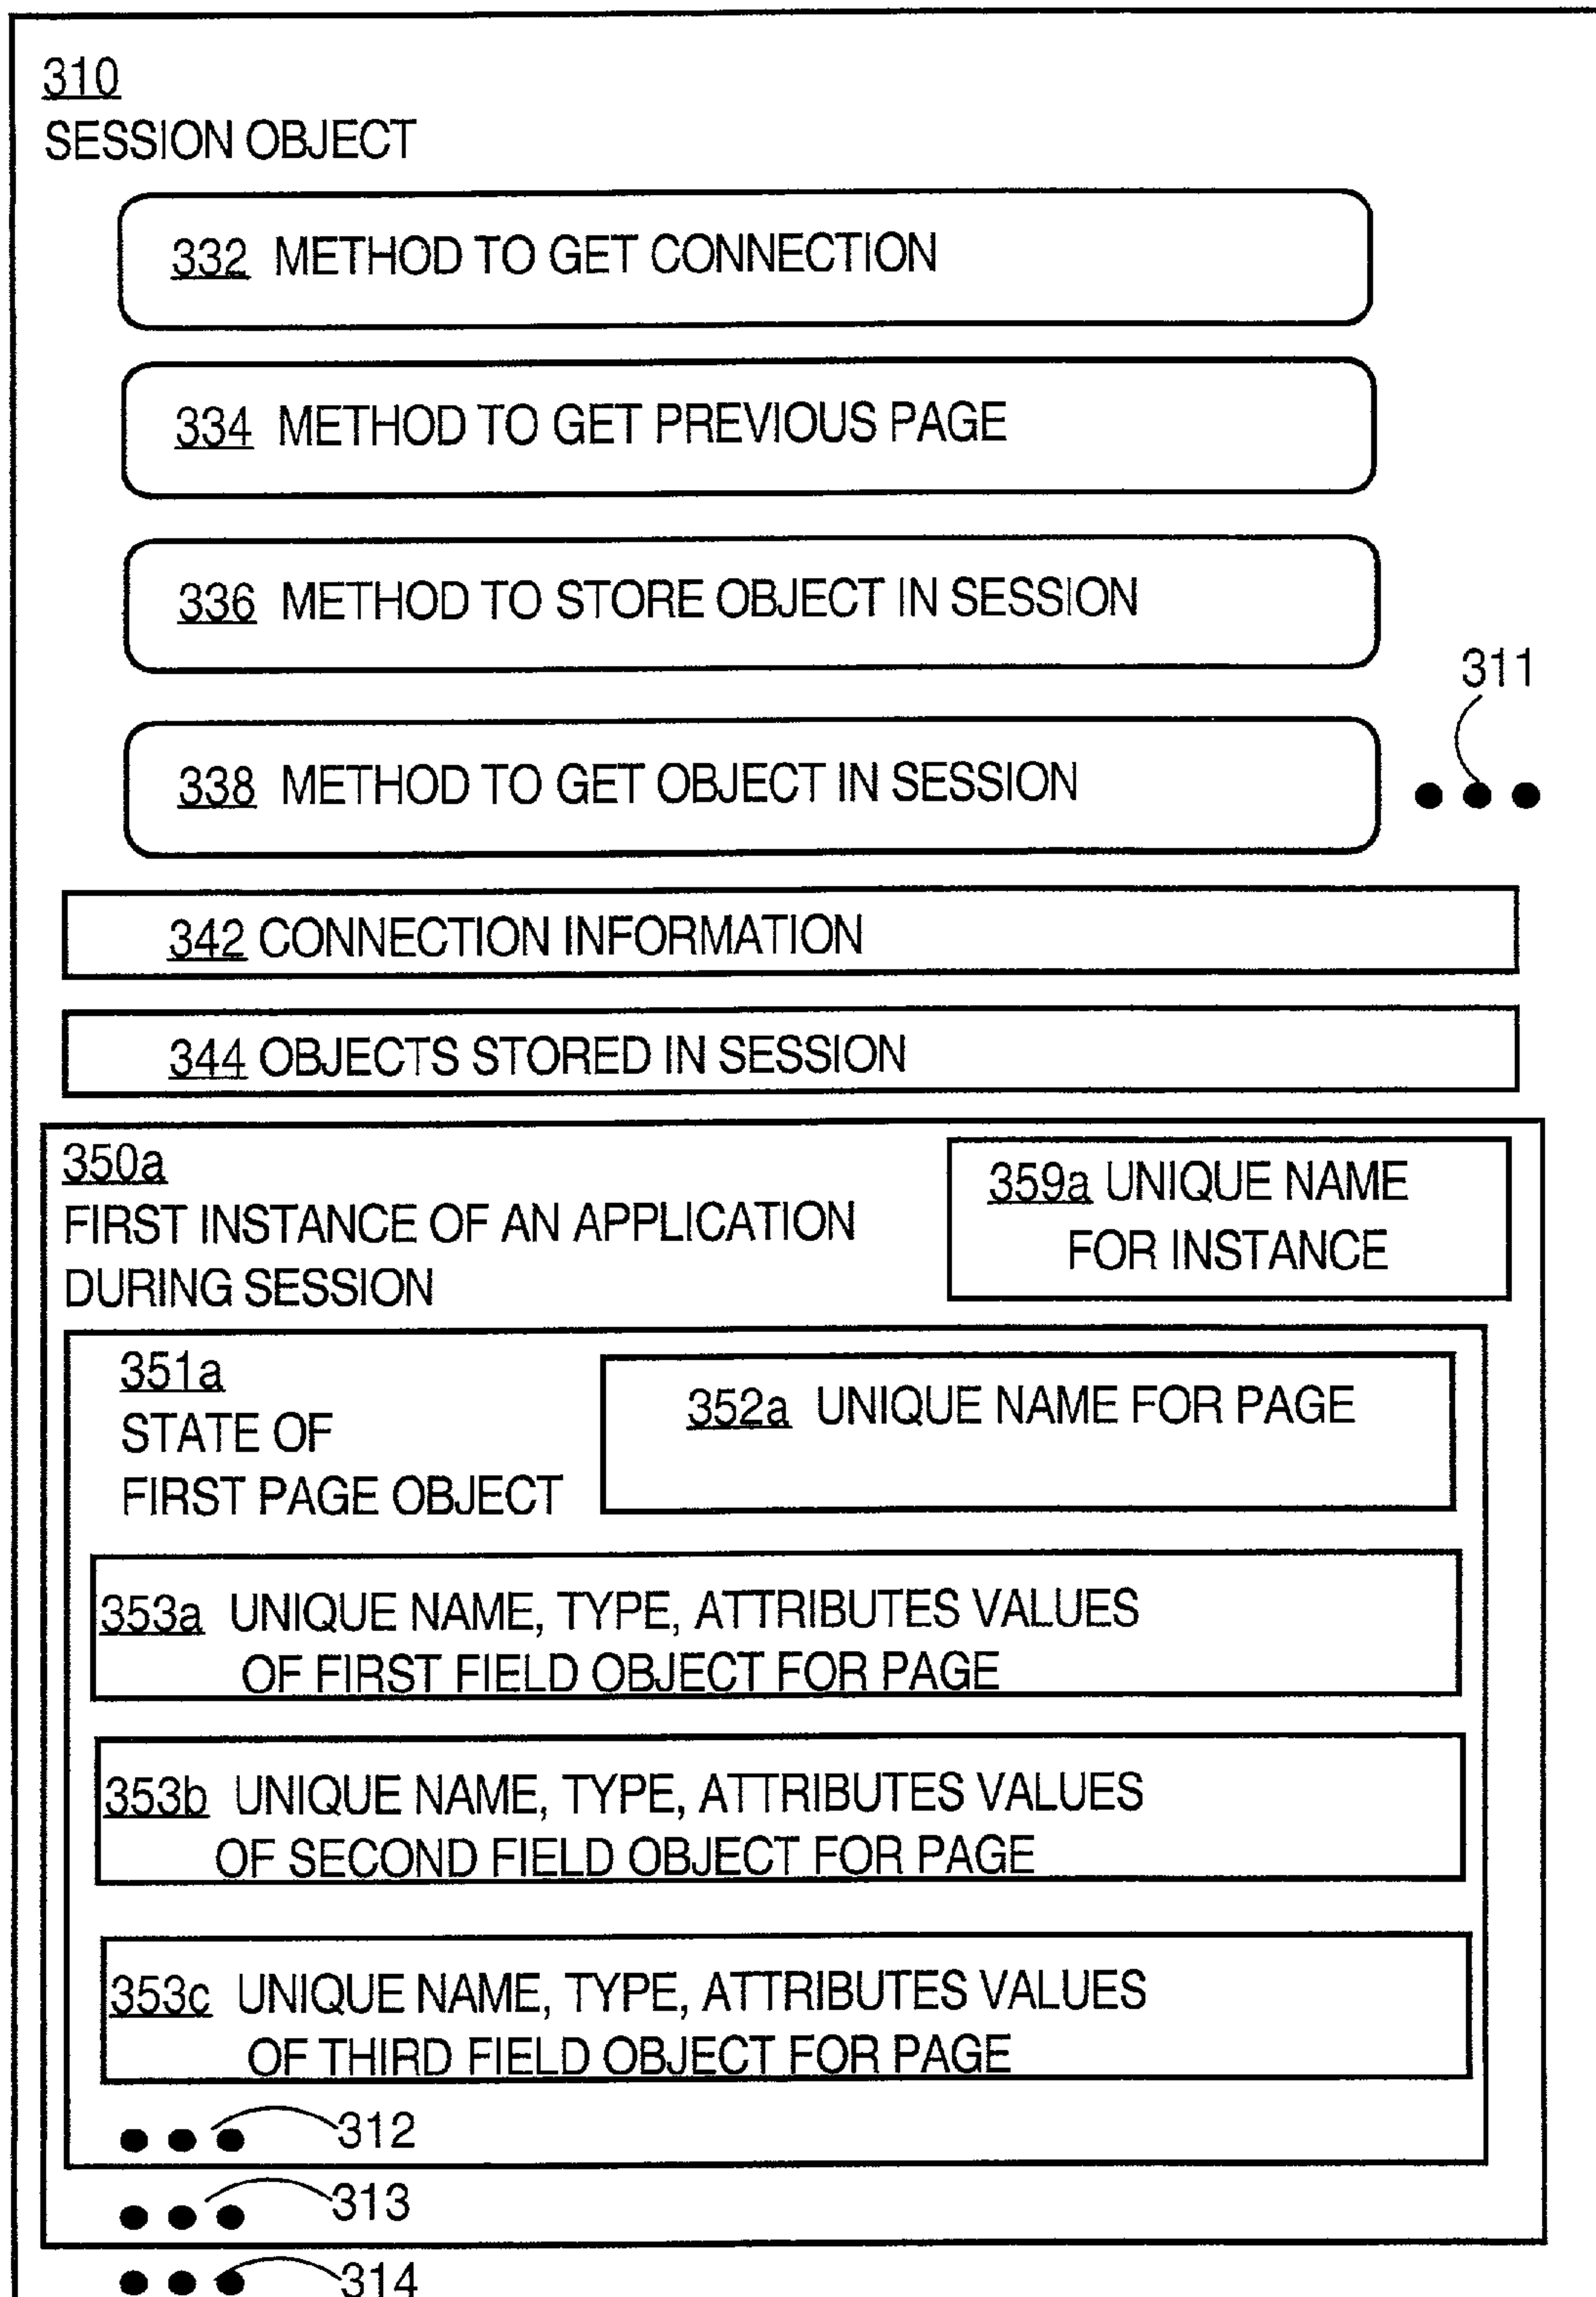 310
SESSION OBJECT
332 METHOD TO GET CONNECTION
334 METHOD TO GET PREVIOUS PAGE
336 METHOD TO STORE OBJECT IN SESSION
311
338 METHOD TO GET OBJECT IN SESSION
342 CONNECTION INFORMATION
344 OBJECTS STORED IN SESSION
350a
FIRST INSTANCE OF AN APPLICATION
DURING SESSION
359a UNIQUE NAME
FOR INSTANCE
351a
STATE OF
FIRST PAGE OBJECT
352a UNIQUE NAME FOR PAGE
353a UNIQUE NAME, TYPE, ATTRIBUTES VALUES
OF FIRST FIELD OBJECT FOR PAGE
353b UNIQUE NAME, TYPE, ATTRIBUTES VALUES
OF SECOND FIELD OBJECT FOR PAGE
353c UNIQUE NAME, TYPE, ATTRIBUTES VALUES
OF THIRD FIELD OBJECT FOR PAGE
312
313
314